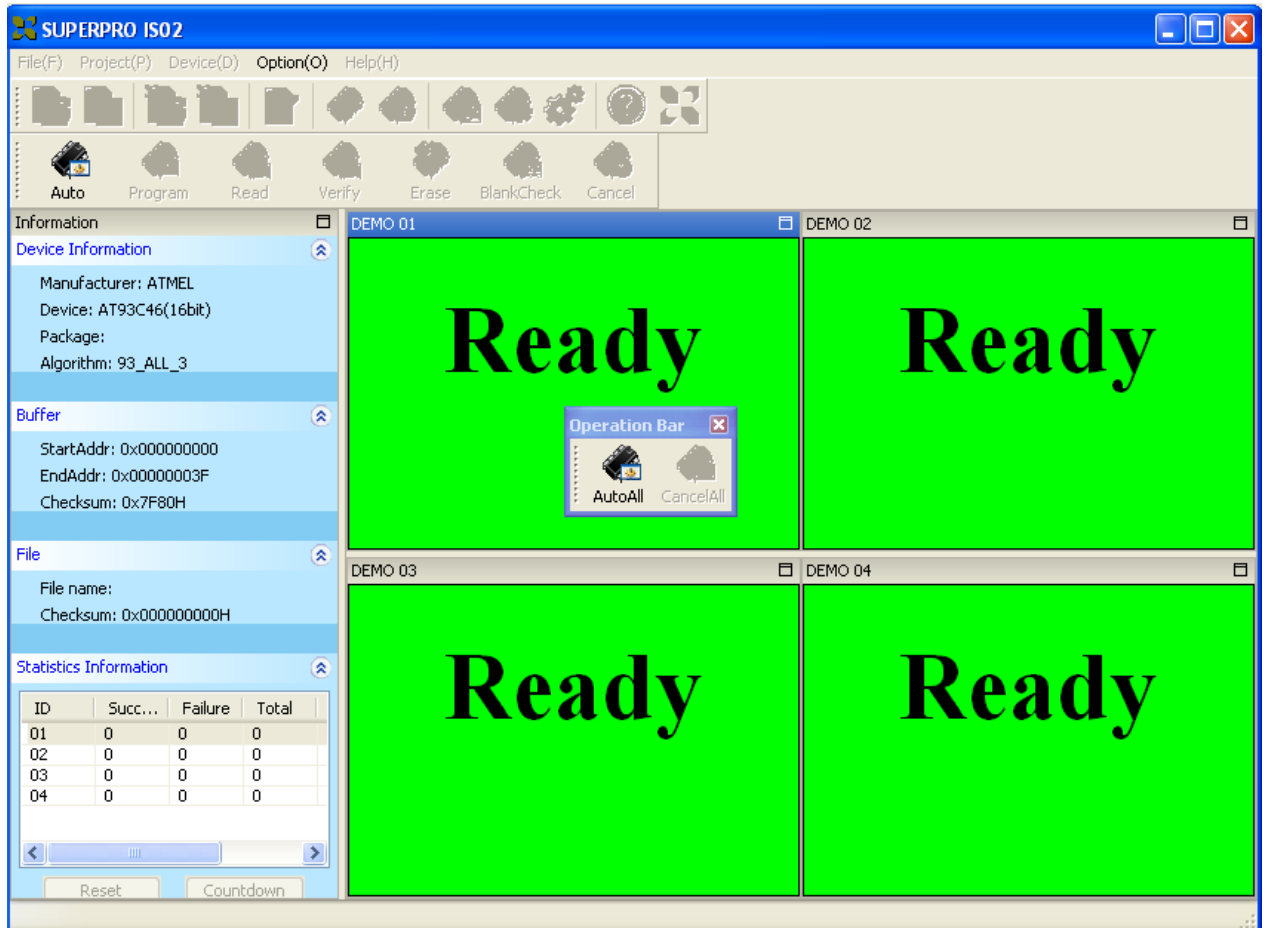 SUPERPRO IS02
File(F) Project(P) Device(D) Option(O) Help(H)
Auto Program Read Verify Erase BlankCheck Cancel
Information
Device Information
Manufacturer: ATMEL
Device: AT93C46(16bit)
Package:
Algorithm: 93_ALL_3
Buffer
StartAddr: 0x000000000
EndAddr: 0x00000003F
Checksum: 0x7F80H
File
File name:
Checksum: 0x000000000H
Statistics Information
ID Succ... Failure Total
01 0 0 0
02 0 0 0
03 0 0 0
04 0 0 0
Reset Countdown
DEMO 01
Ready
DEMO 02
Ready
Operation Bar
AutoAll CancelAll
DEMO 03
Ready
DEMO 04
Ready